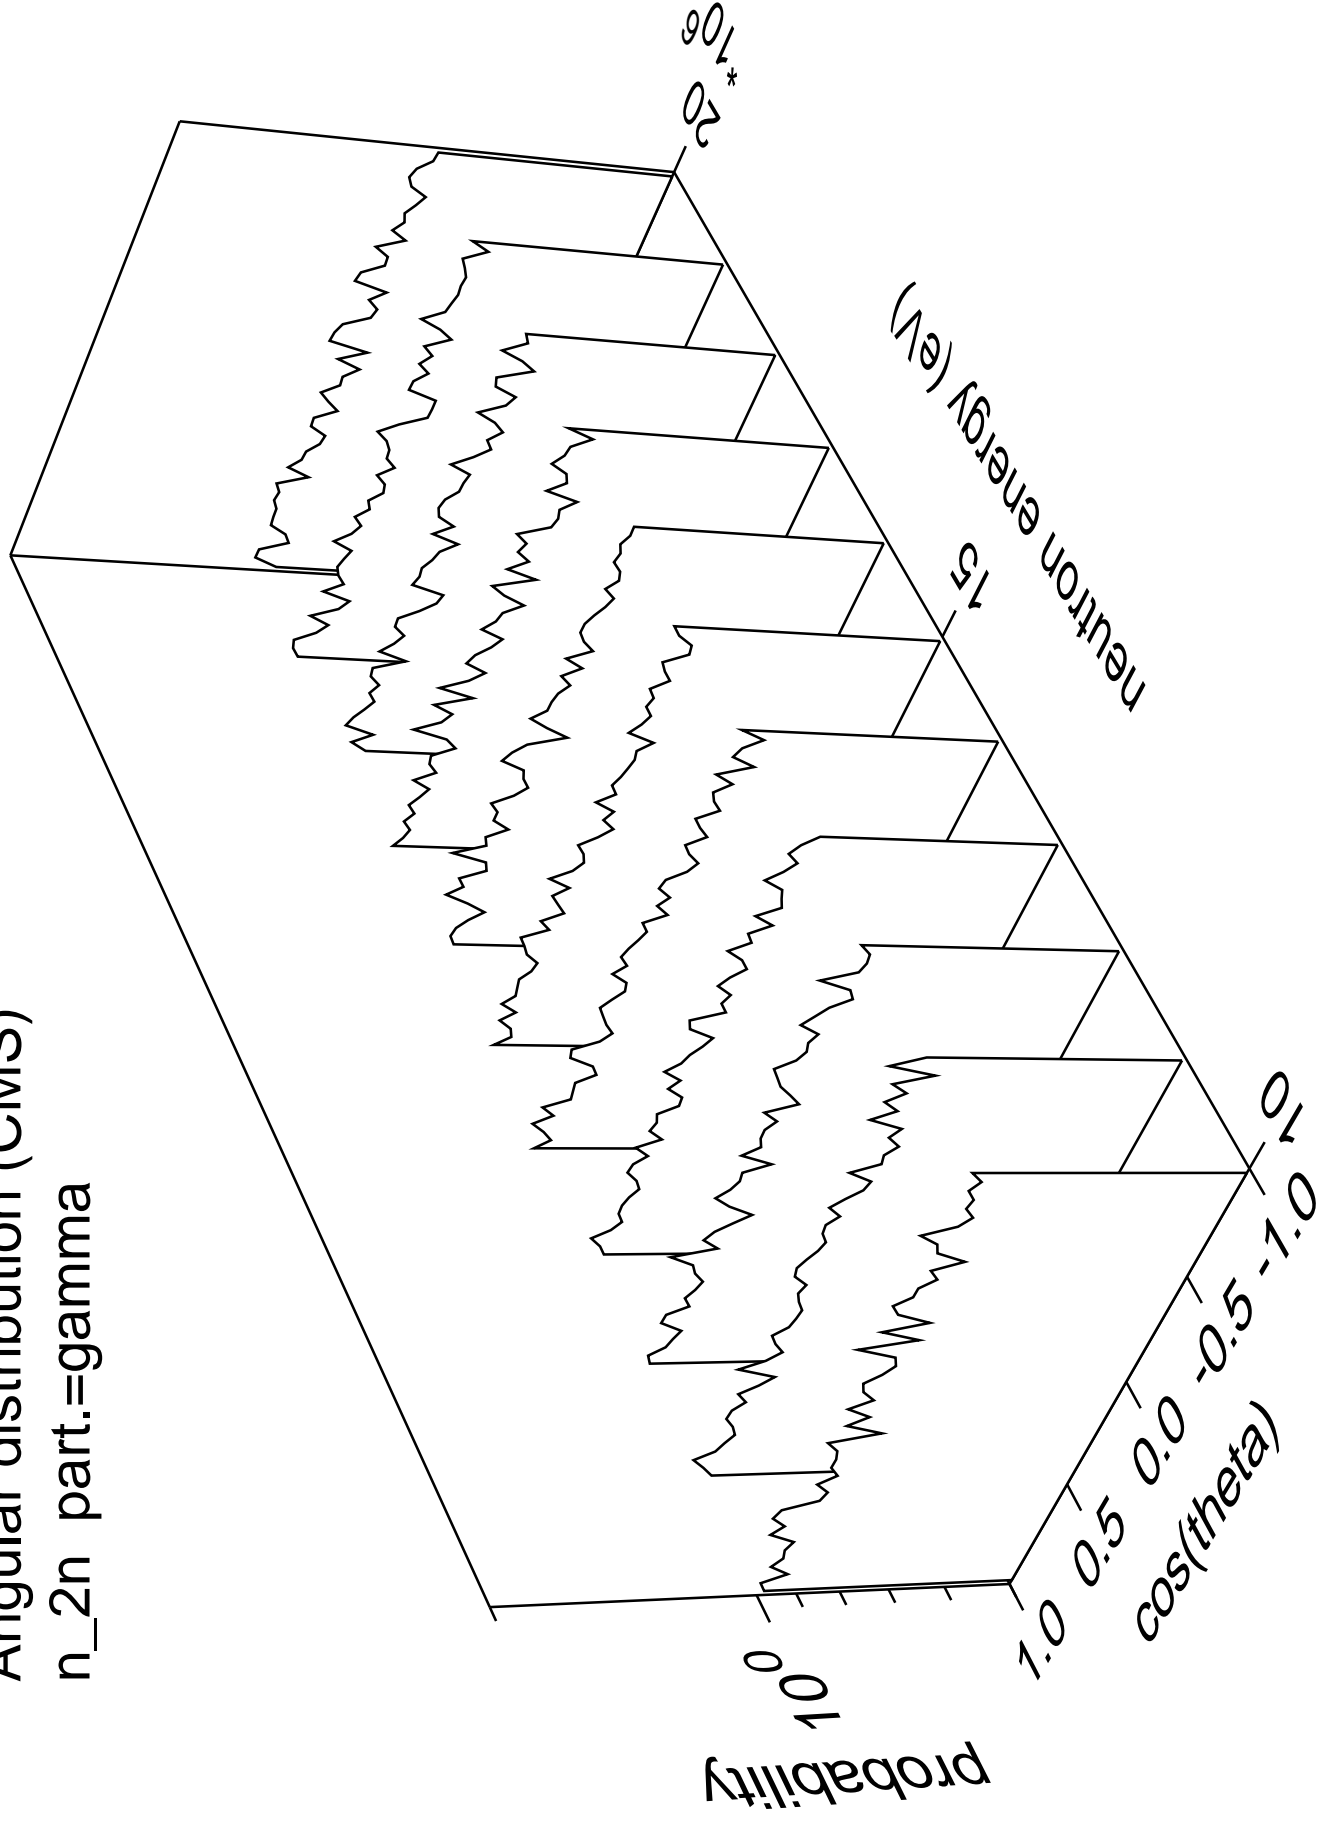 Angular distribution (CMS)
n_2n part.=gamma
probability
10^0
1.0 0.5 0.0 -0.5 -1.0
cos(theta)
10 15 20
*10^6
neutron energy (eV)